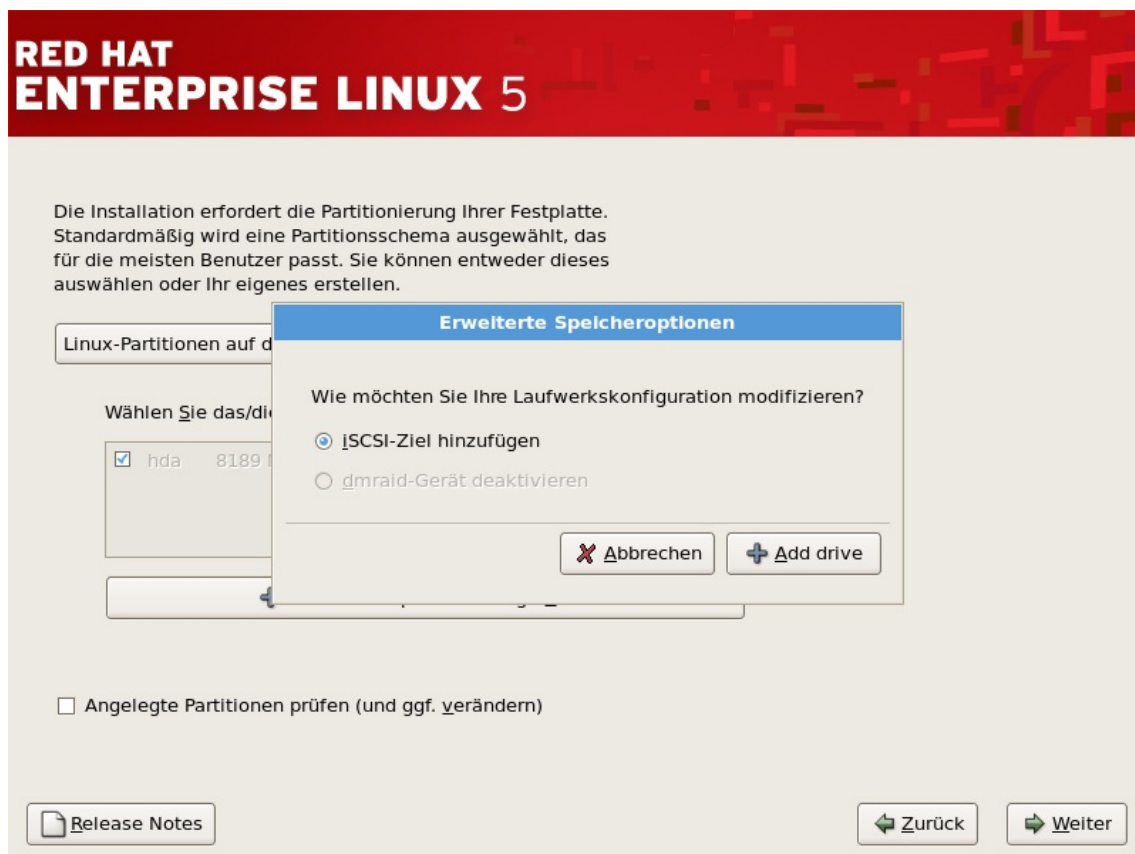 RED HAT
ENTERPRISE LINUX 5
Die Installation erfordert die Partitionierung Ihrer Festplatte.
Standardmäßig wird eine Partitionsschema ausgewählt, das
für die meisten Benutzer passt. Sie können entweder dieses
auswählen oder Ihr eigenes erstellen.
Linux-Partitionen auf d
Wählen Sie das/die
hda 8189
Erweiterte Speicheroptionen
Wie möchten Sie Ihre Laufwerkskonfiguration modifizieren?
iSCSI-Ziel hinzufügen
dmraid-Gerät deaktivieren
Abbrechen
Add drive
Angelegte Partitionen prüfen (und ggf. verändern)
Release Notes
Zurück
Weiter